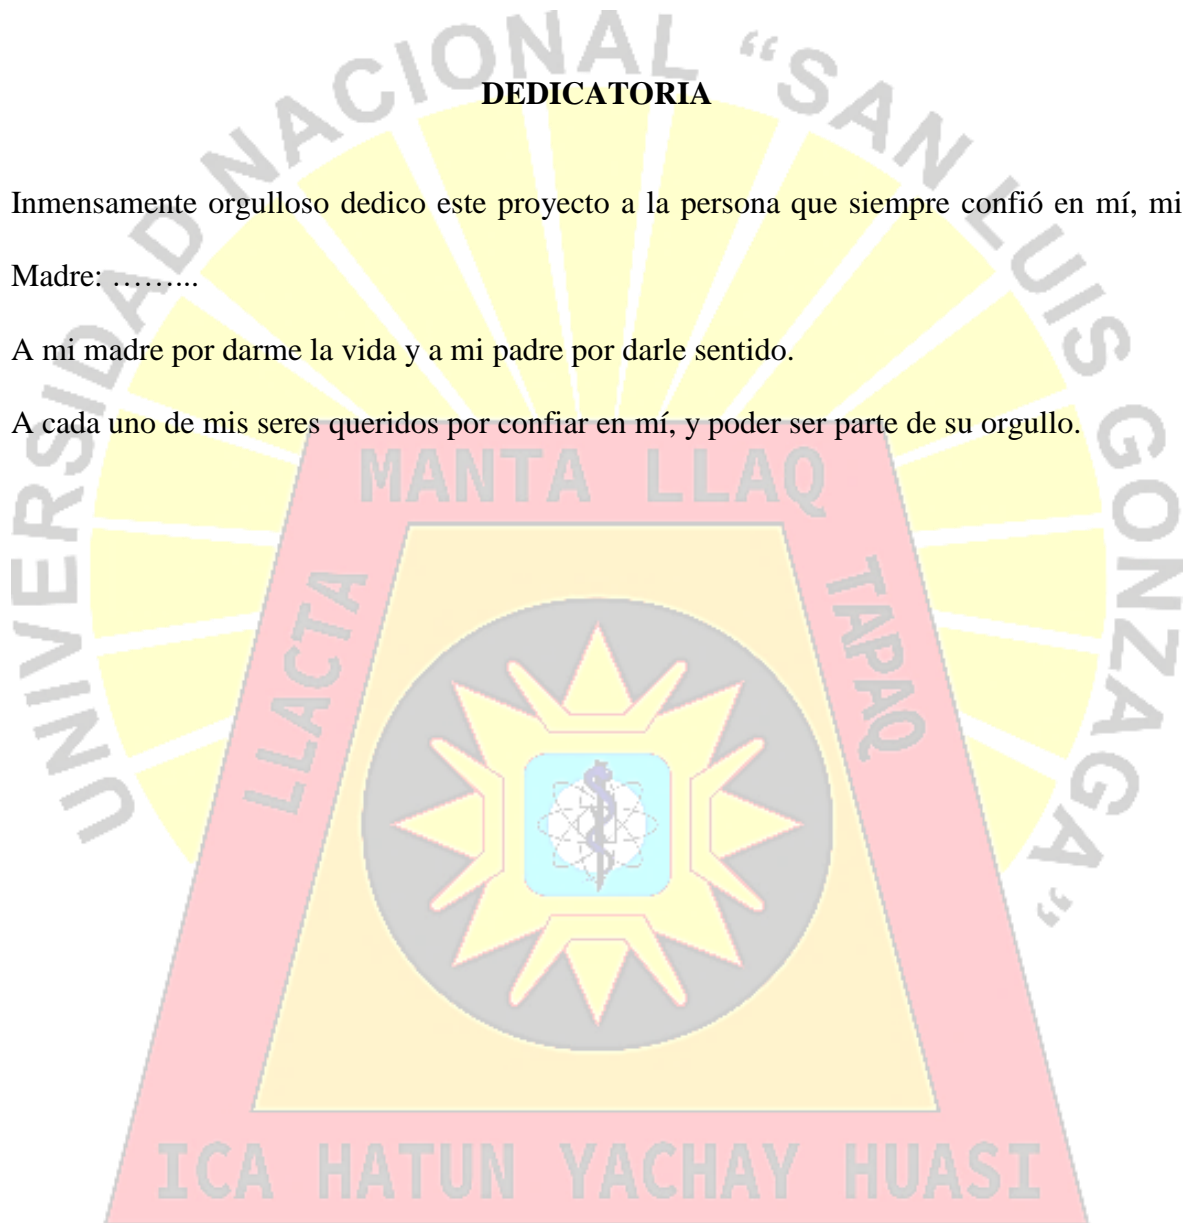 UNIVERSIDAD NACIONAL “SAN LUIS GONZAGA”
DEDICATORIA
Inmensamente orgulloso dedico este proyecto a la persona que siempre confió en mí, mi
Madre: ……...
A mi madre por darme la vida y a mi padre por darle sentido.
A cada uno de mis seres queridos por confiar en mí, y poder ser parte de su orgullo.
LLACTA
MANTA LLAQ
TAPAQ
ICA HATUN YACHAY HUASI